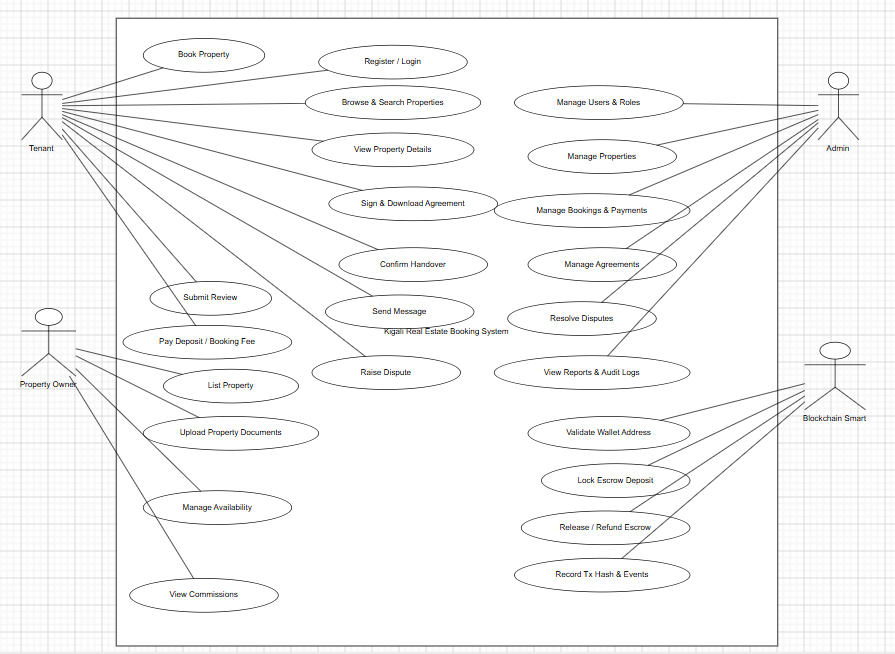 Book Property
Register / Login
Browse & Search Properties
Manage Users & Roles
Tenant
View Property Details
Manage Properties
Admin
Sign & Download Agreement
Manage Bookings & Payments
Confirm Handover
Manage Agreements
Submit Review
Send Message
Resolve Disputes
Kigali Real Estate Booking System
Pay Deposit / Booking Fee
Raise Dispute
View Reports & Audit Logs
Property Owner
List Property
Blockchain Smart
Upload Property Documents
Validate Wallet Address
Lock Escrow Deposit
Manage Availability
Release / Refund Escrow
Record Tx Hash & Events
View Commissions